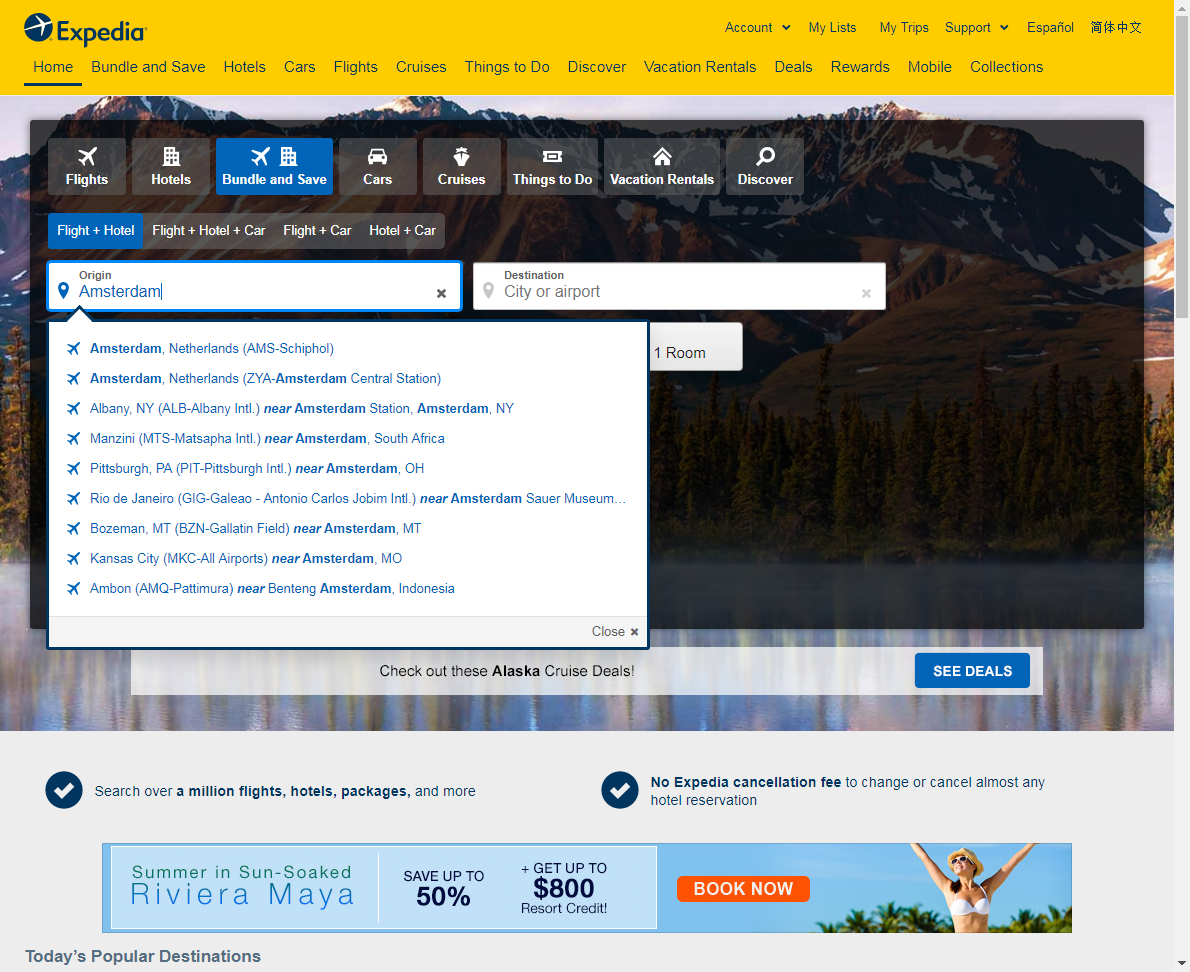 Expedia
Account
My Lists
My Trips
Support
Español
简体中文
Home
Bundle and Save
Hotels
Cars
Flights
Cruises
Things to Do
Discover
Vacation Rentals
Deals
Rewards
Mobile
Collections
Flights
Hotels
Bundle and Save
Cars
Cruises
Things to Do
Vacation Rentals
Discover
Flight + Hotel
Flight + Hotel + Car
Flight + Car
Hotel + Car
Origin
Amsterdam
Destination
City or airport
1 Room
Amsterdam, Netherlands (AMS-Schiphol)
Amsterdam, Netherlands (ZYA-Amsterdam Central Station)
Albany, NY (ALB-Albany Intl.) near Amsterdam Station, Amsterdam, NY
Manzini (MTS-Matsapha Intl.) near Amsterdam, South Africa
Pittsburgh, PA (PIT-Pittsburgh Intl.) near Amsterdam, OH
Rio de Janeiro (GIG-Galeao - Antonio Carlos Jobim Intl.) near Amsterdam Sauer Museum...
Bozeman, MT (BZN-Gallatin Field) near Amsterdam, MT
Kansas City (MKC-All Airports) near Amsterdam, MO
Ambon (AMQ-Pattimura) near Benteng Amsterdam, Indonesia
Close
Check out these Alaska Cruise Deals!
SEE DEALS
Search over a million flights, hotels, packages, and more
No Expedia cancellation fee to change or cancel almost any
hotel reservation
Summer in Sun-Soaked
Riviera Maya
SAVE UP TO
50%
+ GET UP TO
$800
Resort Credit!
BOOK NOW
Today's Popular Destinations